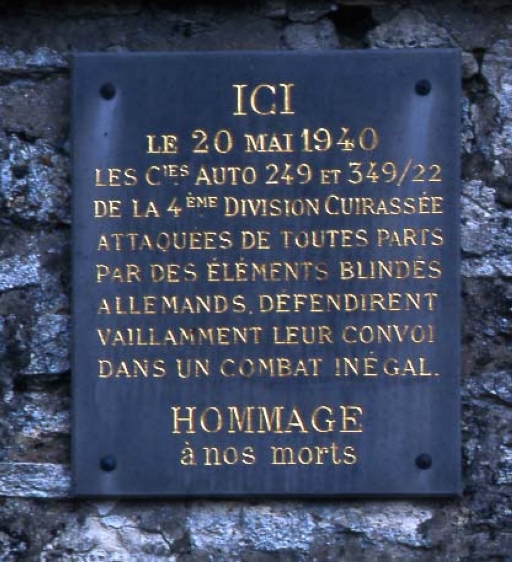 ICI
LE 20 MAI 1940
LES CIES AUTO 249 ET 349/22
DE LA 4ÈME DIVISION CUIRASSÉE
ATTAQUÉES DE TOUTES PARTS
PAR DES ÉLÉMENTS BLINDÉS
ALLEMANDS, DÉFENDIRENT
VAILLAMMENT LEUR CONVOI
DANS UN COMBAT INÉGAL.
HOMMAGE
à nos morts